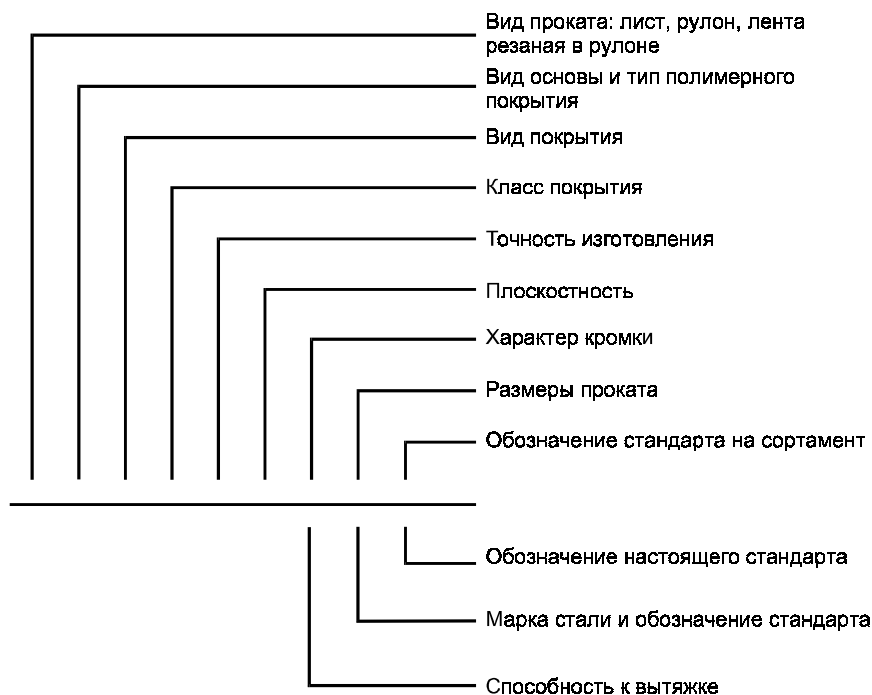 Вид проката: лист, рулон, лента
резаная в рулоне
Вид основы и тип полимерного
покрытия
Вид покрытия
Класс покрытия
Точность изготовления
Плоскостность
Характер кромки
Размеры проката
Обозначение стандарта на сортамент
Обозначение настоящего стандарта
Марка стали и обозначение стандарта
Способность к вытяжке